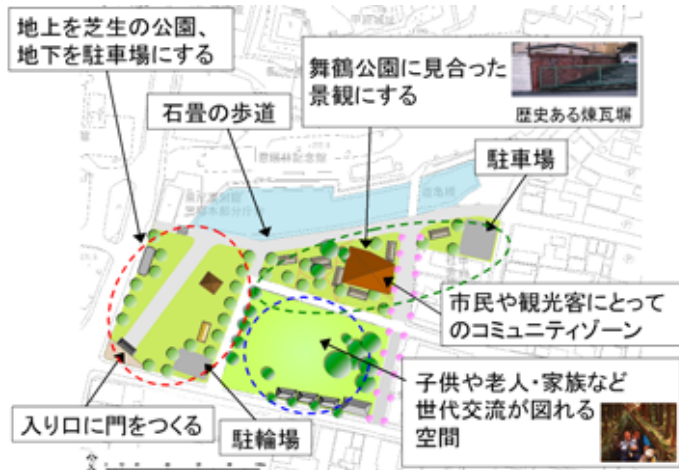 地上を芝生の公園、
地下を駐車場にする
舞鶴公園に見合った
景観にする
歴史ある煉瓦塀
石畳の歩道
駐車場
市民や観光客にとって
のコミュニティゾーン
子供や老人・家族など
世代交流が図れる
空間
入り口に門をつくる
駐輪場